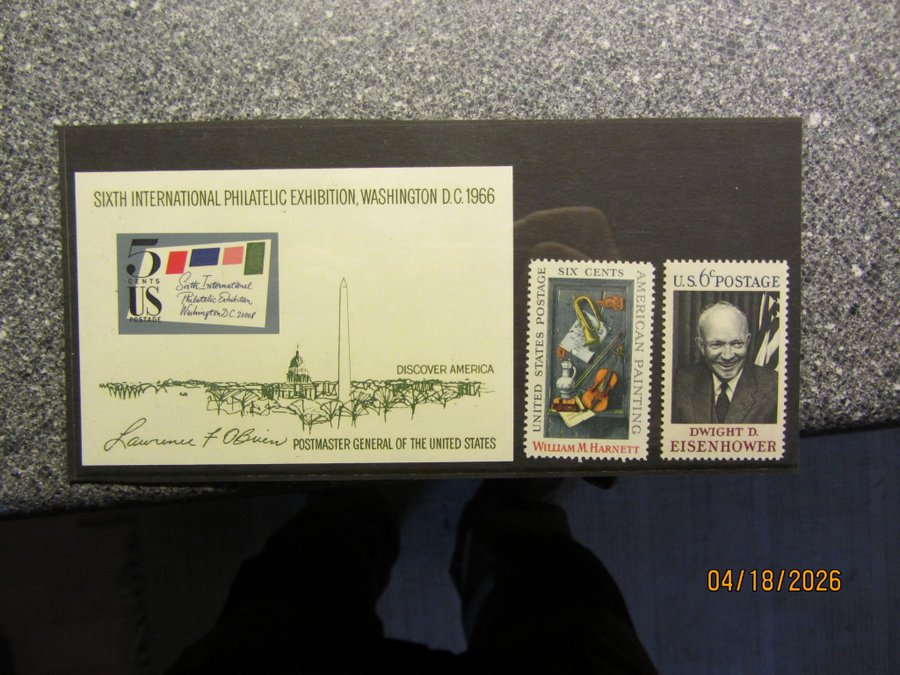 SIXTH INTERNATIONAL PHILATELIC EXHIBITION, WASHINGTON D.C. 1966
5
CENTS
US
POSTAGE
Sixth International
Philatelic Exhibition
Washington D.C. 20008
DISCOVER AMERICA
Lawrence F O'Brien
POSTMASTER GENERAL OF THE UNITED STATES
UNITED STATES POSTAGE
SIX CENTS
AMERICAN PAINTING
WILLIAM M. HARNETT
U.S. 6c POSTAGE
DWIGHT D.
EISENHOWER
04/18/2026